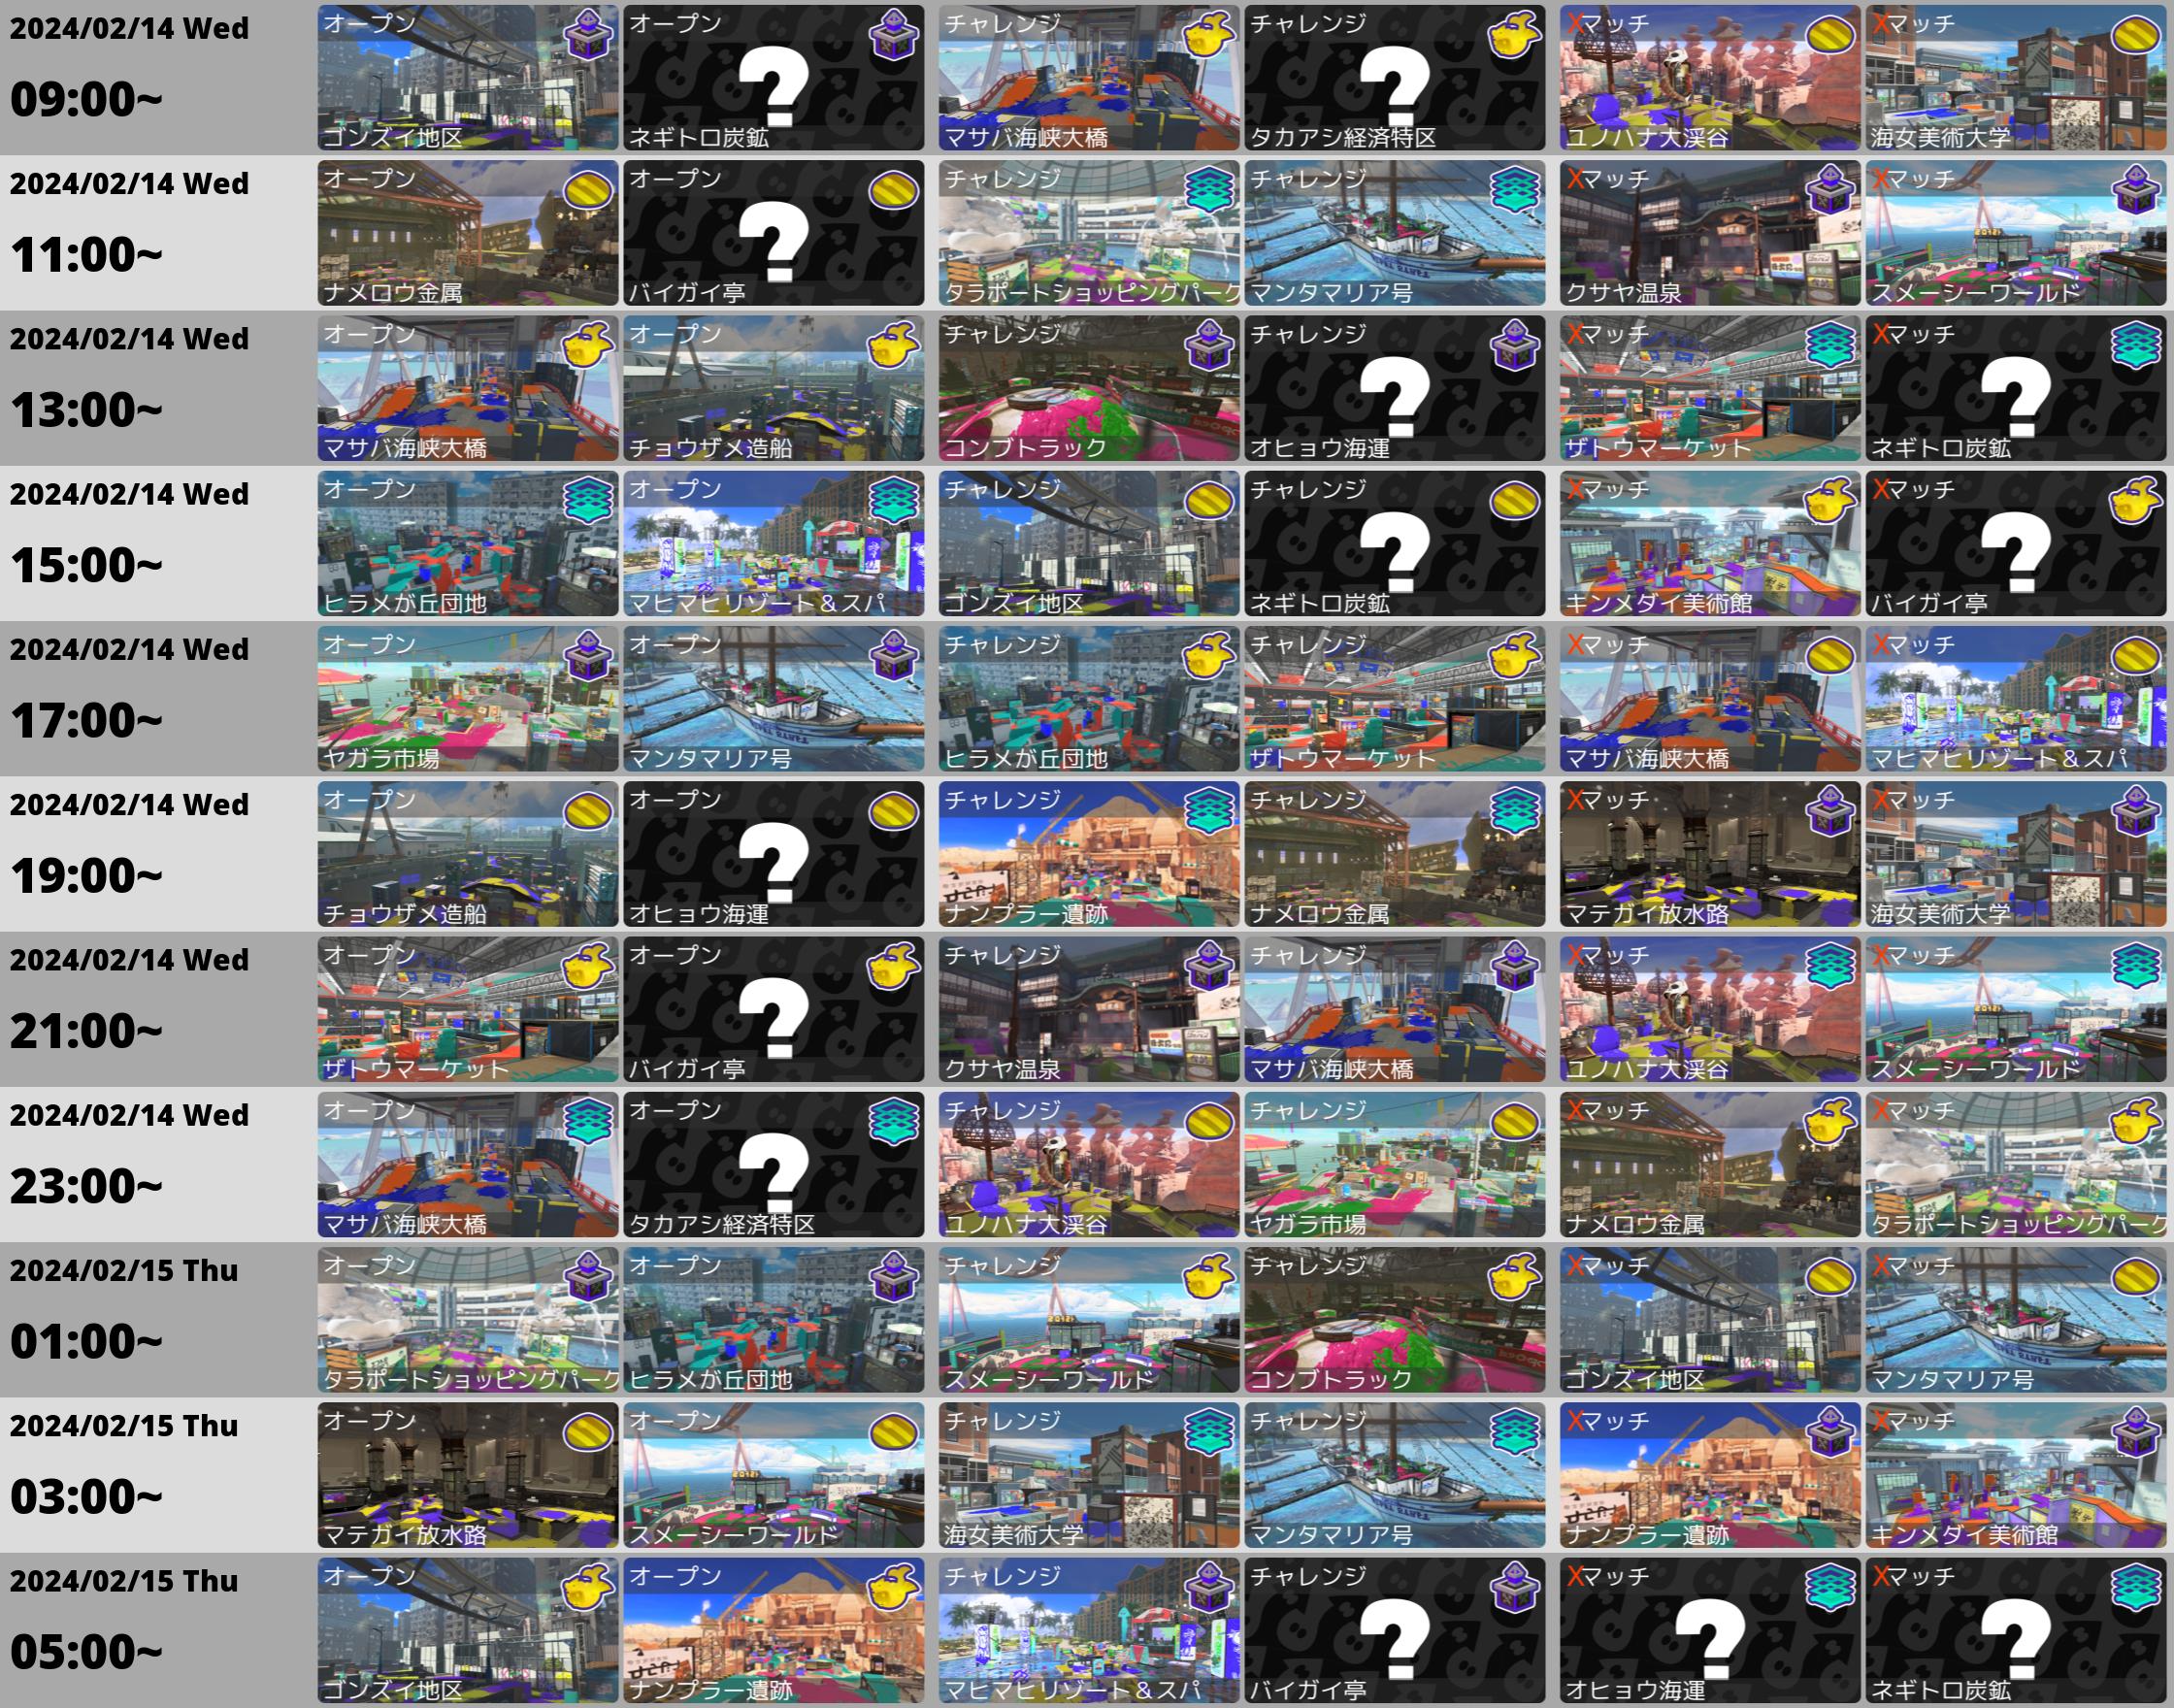 2024/02/14 Wed
09:00~
オープン
ゴンズイ地区
オープン
ネギトロ炭鉱
チャレンジ
マサバ海峡大橋
チャレンジ
タカアシ経済特区
Xマッチ
ユノハナ大渓谷
Xマッチ
海女美術大学
2024/02/14 Wed
11:00~
オープン
ナメロウ金属
オープン
バイガイ亭
チャレンジ
タラポートショッピングパーク
チャレンジ
マンタマリア号
Xマッチ
クサヤ温泉
Xマッチ
スメーシーワールド
2024/02/14 Wed
13:00~
オープン
マサバ海峡大橋
オープン
チョウザメ造船
チャレンジ
コンブトラック
チャレンジ
オヒョウ海運
Xマッチ
ザトウマーケット
Xマッチ
ネギトロ炭鉱
2024/02/14 Wed
15:00~
オープン
ヒラメが丘団地
オープン
マヒマヒリゾート＆スパ
チャレンジ
ゴンズイ地区
チャレンジ
ネギトロ炭鉱
Xマッチ
キンメダイ美術館
Xマッチ
バイガイ亭
2024/02/14 Wed
17:00~
オープン
ヤガラ市場
オープン
マンタマリア号
チャレンジ
ヒラメが丘団地
チャレンジ
ザトウマーケット
Xマッチ
マサバ海峡大橋
Xマッチ
マヒマヒリゾート＆スパ
2024/02/14 Wed
19:00~
オープン
チョウザメ造船
オープン
オヒョウ海運
チャレンジ
ナンプラー遺跡
チャレンジ
ナメロウ金属
Xマッチ
マテガイ放水路
Xマッチ
海女美術大学
2024/02/14 Wed
21:00~
オープン
ザトウマーケット
オープン
バイガイ亭
チャレンジ
クサヤ温泉
チャレンジ
マサバ海峡大橋
Xマッチ
ユノハナ大渓谷
Xマッチ
スメーシーワールド
2024/02/14 Wed
23:00~
オープン
マサバ海峡大橋
オープン
タカアシ経済特区
チャレンジ
ユノハナ大渓谷
チャレンジ
ヤガラ市場
Xマッチ
ナメロウ金属
Xマッチ
タラポートショッピングパーク
2024/02/15 Thu
01:00~
オープン
タラポートショッピングパーク
オープン
ヒラメが丘団地
チャレンジ
スメーシーワールド
チャレンジ
コンブトラック
Xマッチ
ゴンズイ地区
Xマッチ
マンタマリア号
2024/02/15 Thu
03:00~
オープン
マテガイ放水路
オープン
スメーシーワールド
チャレンジ
海女美術大学
チャレンジ
マンタマリア号
Xマッチ
ナンプラー遺跡
Xマッチ
キンメダイ美術館
2024/02/15 Thu
05:00~
オープン
ゴンズイ地区
オープン
ナンプラー遺跡
チャレンジ
マヒマヒリゾート＆スパ
チャレンジ
バイガイ亭
Xマッチ
オヒョウ海運
Xマッチ
ネギトロ炭鉱